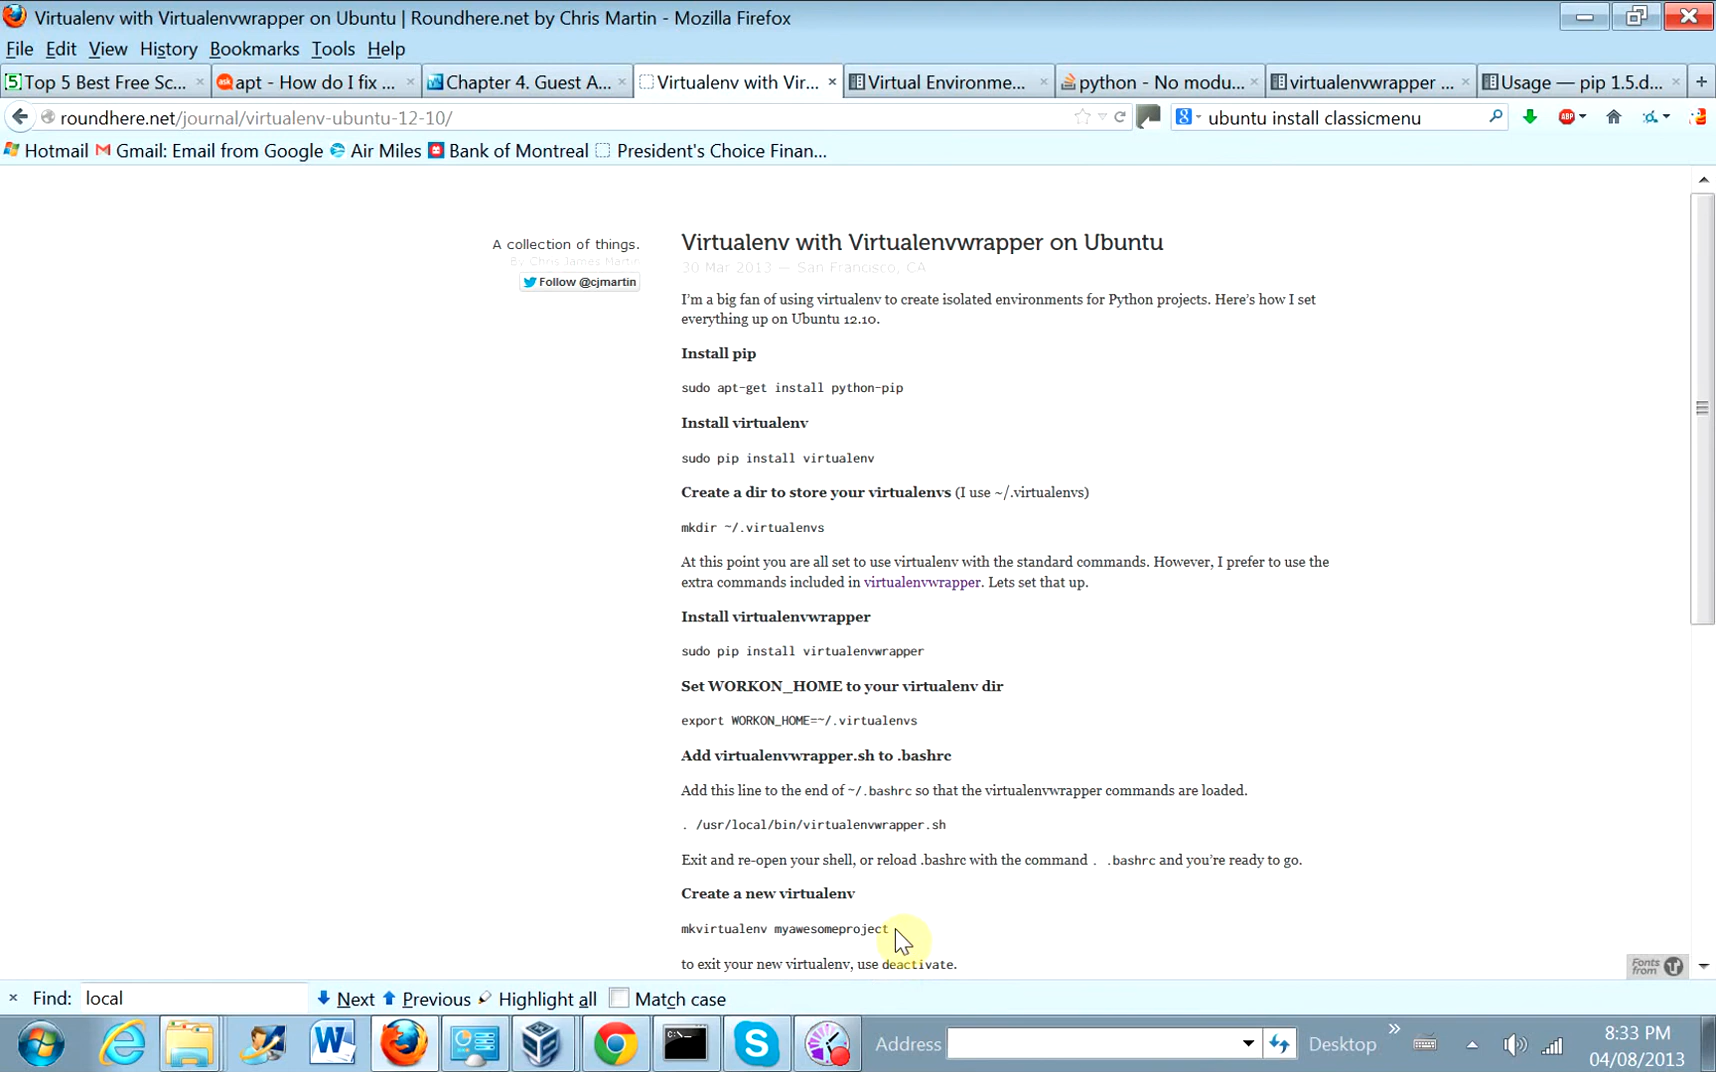 Virtualenv with Virtualenvwrapper on Ubuntu | Roundhere.net by Chris Martin - Mozilla Firefox
File Edit View History Bookmarks Tools Help
Top 5 Best Free Sc... apt - How do I fix ... Chapter 4. Guest A... Virtualenv with Vir... Virtual Environme... python - No modu... virtualenvwrapper ... Usage — pip 1.5.d...
roundhere.net/journal/virtualenv-ubuntu-12-10/ ubuntu install classicmenu
Hotmail Gmail: Email from Google Air Miles Bank of Montreal President's Choice Finan...
A collection of things.
By Chris James Martin
Follow @cjmartin
Virtualenv with Virtualenvwrapper on Ubuntu
30 Mar 2013 — San Francisco, CA
I'm a big fan of using virtualenv to create isolated environments for Python projects. Here's how I set
everything up on Ubuntu 12.10.
Install pip
sudo apt-get install python-pip
Install virtualenv
sudo pip install virtualenv
Create a dir to store your virtualenvs (I use ~/.virtualenvs)
mkdir ~/.virtualenvs
At this point you are all set to use virtualenv with the standard commands. However, I prefer to use the
extra commands included in virtualenvwrapper. Lets set that up.
Install virtualenvwrapper
sudo pip install virtualenvwrapper
Set WORKON_HOME to your virtualenv dir
export WORKON_HOME=~/.virtualenvs
Add virtualenvwrapper.sh to .bashrc
Add this line to the end of ~/.bashrc so that the virtualenvwrapper commands are loaded.
. /usr/local/bin/virtualenvwrapper.sh
Exit and re-open your shell, or reload .bashrc with the command . .bashrc and you're ready to go.
Create a new virtualenv
mkvirtualenv myawesomeproject
to exit your new virtualenv, use deactivate.
Fonts from
Find: local Next Previous Highlight all Match case
Address Desktop 8:33 PM
04/08/2013